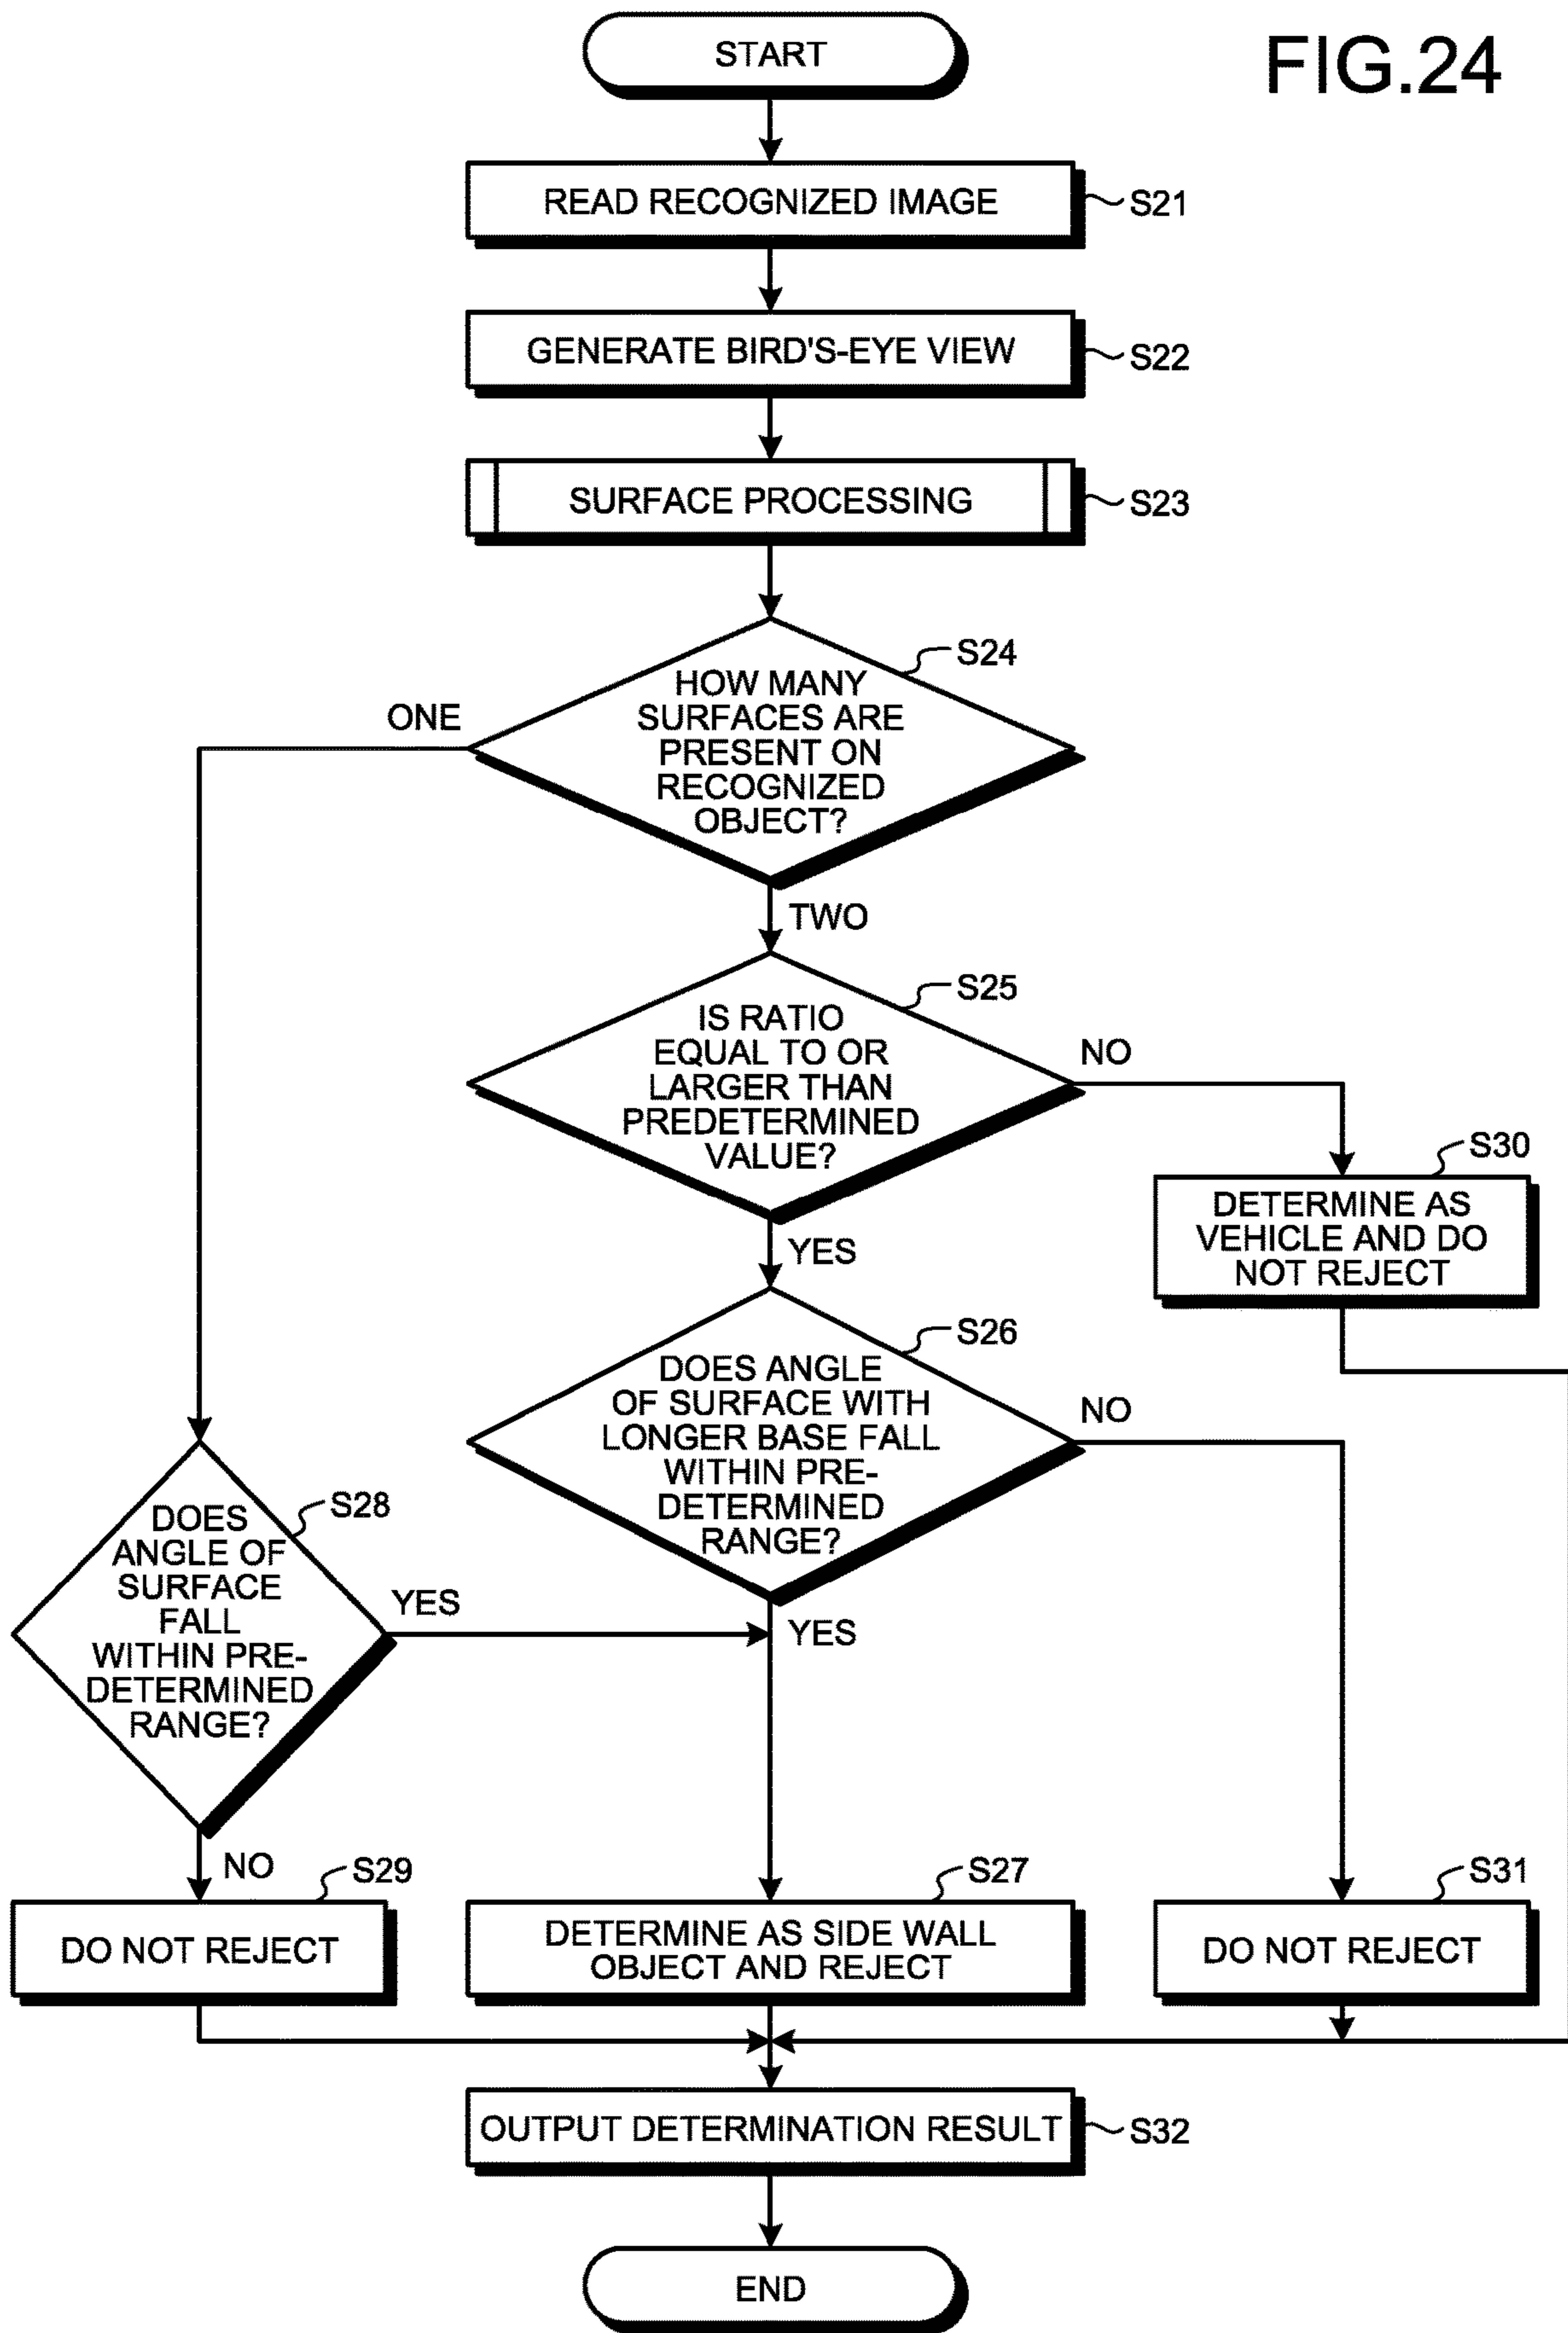 FIG.24
START
READ RECOGNIZED IMAGE
S21
GENERATE BIRD'S-EYE VIEW
S22
SURFACE PROCESSING
S23
S24
HOW MANY
SURFACES ARE
PRESENT ON
RECOGNIZED
OBJECT?
ONE
TWO
S25
IS RATIO
EQUAL TO OR
LARGER THAN
PREDETERMINED
VALUE?
NO
YES
S30
DETERMINE AS
VEHICLE AND DO
NOT REJECT
S26
DOES ANGLE
OF SURFACE WITH
LONGER BASE FALL
WITHIN PRE-
DETERMINED
RANGE?
NO
YES
S28
DOES
ANGLE OF
SURFACE
FALL
WITHIN PRE-
DETERMINED
RANGE?
YES
NO
S29
DO NOT REJECT
S27
DETERMINE AS SIDE WALL
OBJECT AND REJECT
S31
DO NOT REJECT
OUTPUT DETERMINATION RESULT
S32
END